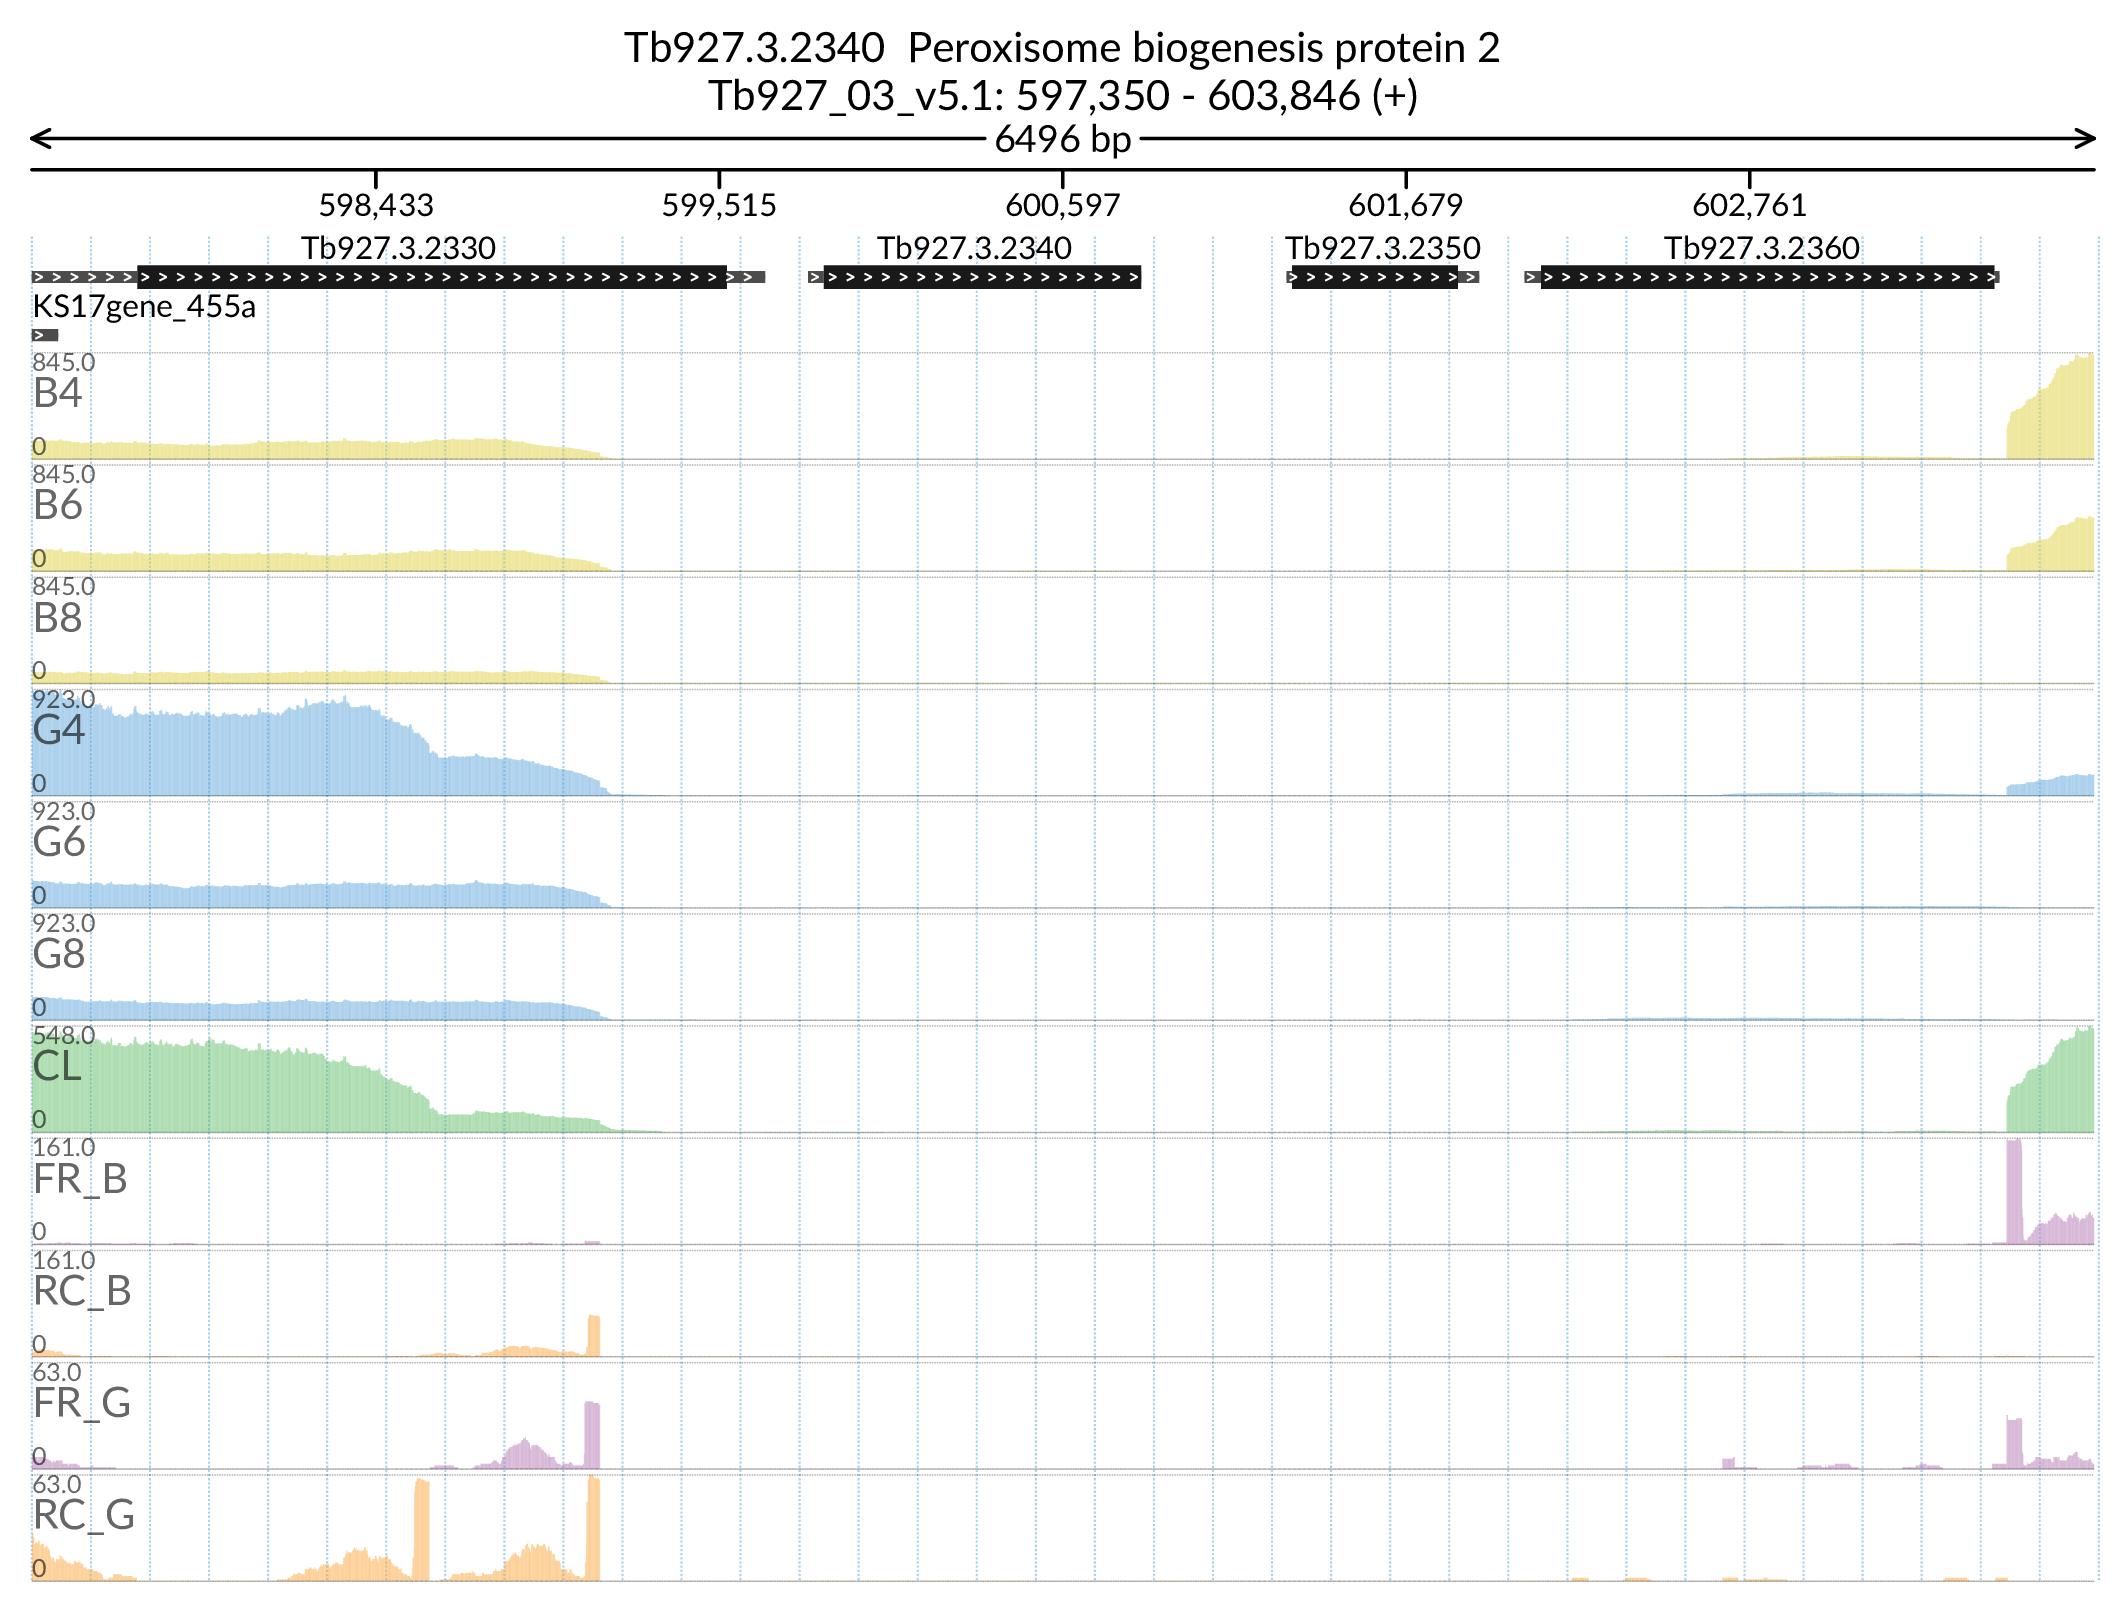 Tb927.3.2340  Peroxisome biogenesis protein 2
Tb927_03_v5.1: 597,350 - 603,846 (+)
6496 bp
598,433 599,515 600,597 601,679 602,761
Tb927.3.2330 Tb927.3.2340 Tb927.3.2350 Tb927.3.2360
KS17gene_455a
845.0
B4
0
845.0
B6
0
845.0
B8
0
923.0
G4
0
923.0
G6
0
923.0
G8
0
548.0
CL
0
161.0
FR_B
0
161.0
RC_B
0
63.0
FR_G
0
63.0
RC_G
0